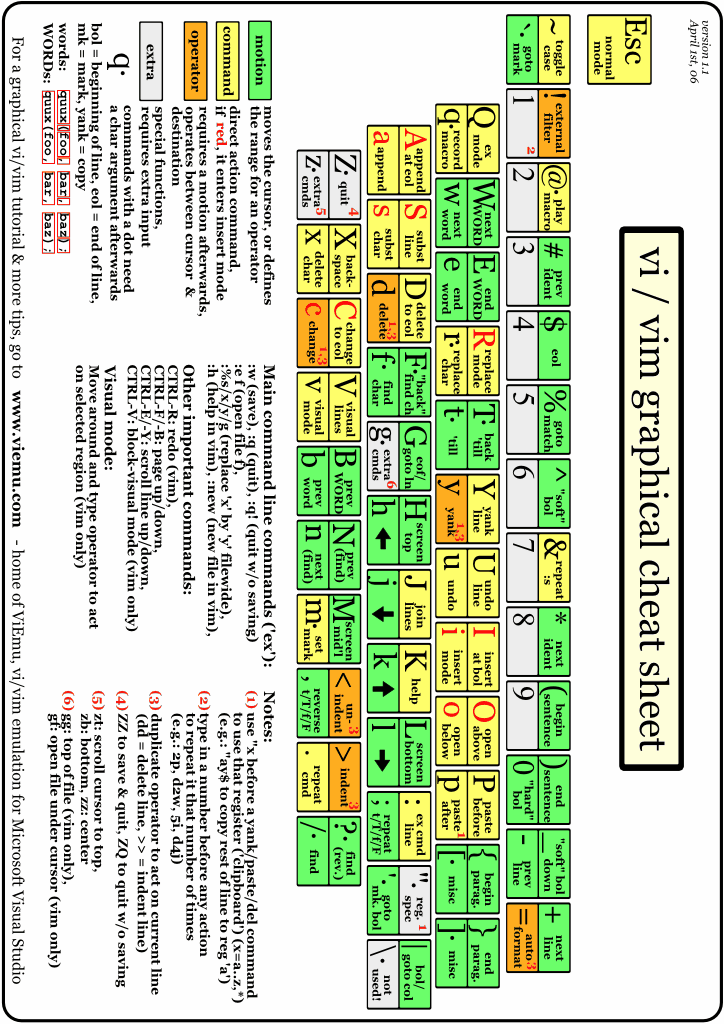 version 1.1
April 1st, 06
vi / vim graphical cheat sheet
Esc
normal mode
~ toggle case
! external filter
@· play macro
# prev ident
$ eol
% goto match
^ "soft" bol
& repeat :s
* next ident
( begin sentence
) end sentence
_ "soft" bol down
+ next line
`· goto mark
1 2
2
3
4
5
6
7
8
9
0 "hard" bol
- prev line
= auto-3 format
Q ex mode
W next WORD
E end WORD
R replace mode
T· back 'till
Y yank line
U undo line
I insert at bol
O open above
P paste before
{ begin parag.
} end parag.
q· record macro
w next word
e end word
r· replace char
t· 'till
y yank 1,3
u undo
i insert mode
o open below
p paste 1 after
[· misc
]· misc
A append at eol
S subst line
D delete to eol
F· "back" find ch
G eof/ goto ln
H screen top
J join lines
K help
L screen bottom
: ex cmd line
"· reg. 1 spec
| bol/ goto col
a append
s subst char
d delete 1,3
f· find char
g· extra 6 cmds
h ←
j ↓
k ↑
l →
; repeat t/T/f/F
'· goto mk. bol
\· not used!
Z· quit 4
X back-space
C change to eol
V visual lines
B prev WORD
N prev (find)
M screen mid'l
< un-3 indent
> indent 3
?· find (rev.)
z· extra 5 cmds
x delete char
c change 1,3
v visual mode
b prev word
n next (find)
m· set mark
, reverse t/T/f/F
. repeat cmd
/· find
motion
moves the cursor, or defines
the range for an operator
command
direct action command,
if red, it enters insert mode
operator
requires a motion afterwards,
operates between cursor &
destination
extra
special functions,
requires extra input
q·
commands with a dot need
a char argument afterwards
bol = beginning of line, eol = end of line,
mk = mark, yank = copy
words: quux(foo, bar, baz);
WORDs: quux(foo, bar, baz);
Main command line commands ('ex'):
:w (save), :q (quit), :q! (quit w/o saving)
:e f (open file f),
:%s/x/y/g (replace 'x' by 'y' filewide),
:h (help in vim), :new (new file in vim),
Other important commands:
CTRL-R: redo (vim),
CTRL-F/-B: page up/down,
CTRL-E/-Y: scroll line up/down,
CTRL-V: block-visual mode (vim only)
Visual mode:
Move around and type operator to act
on selected region (vim only)
Notes:
(1) use "x before a yank/paste/del command
to use that register ('clipboard') (x=a..z,*)
(e.g.: "ay$ to copy rest of line to reg 'a')
(2) type in a number before any action
to repeat it that number of times
(e.g.: 2p, d2w, 5i, d4j)
(3) duplicate operator to act on current line
(dd = delete line, >> = indent line)
(4) ZZ to save & quit, ZQ to quit w/o saving
(5) zt: scroll cursor to top,
zb: bottom, zz: center
(6) gg: top of file (vim only),
gf: open file under cursor (vim only)
For a graphical vi/vim tutorial & more tips, go to www.viemu.com - home of ViEmu, vi/vim emulation for Microsoft Visual Studio